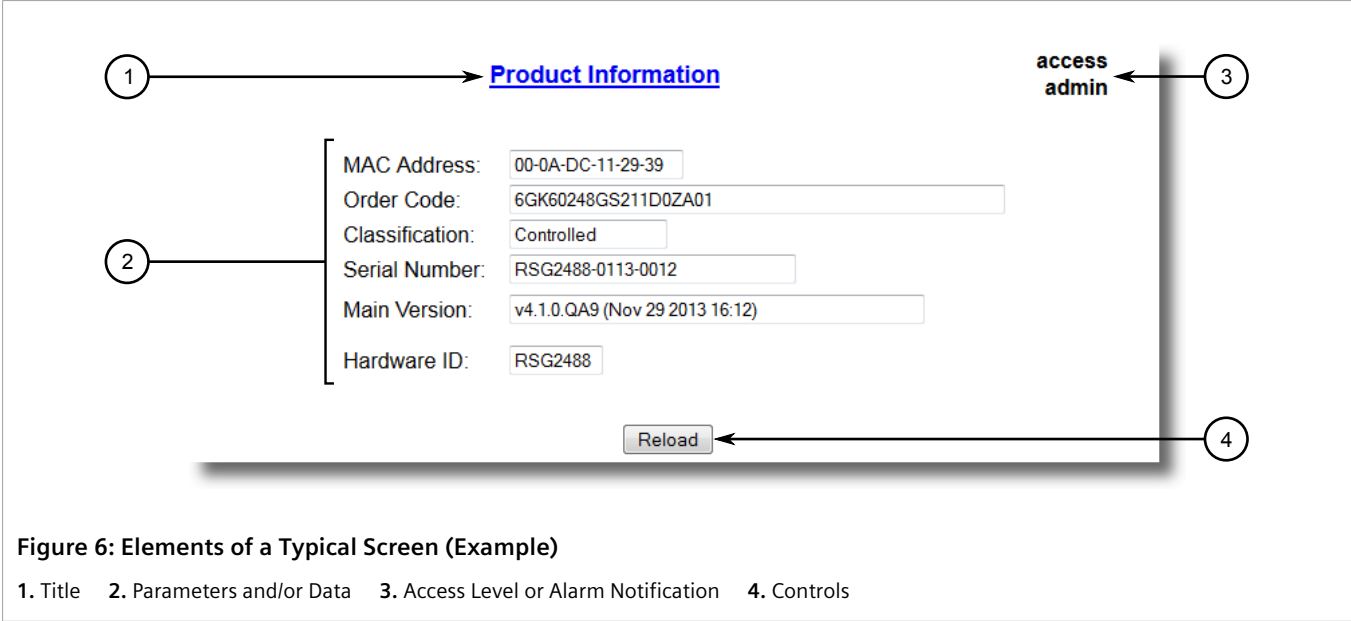 1 Product Information access 3
admin
MAC Address: 00-0A-DC-11-29-39
Order Code: 6GK60248GS211D0ZA01
Classification: Controlled
2 Serial Number: RSG2488-0113-0012
Main Version: v4.1.0.QA9 (Nov 29 2013 16:12)
Hardware ID: RSG2488
Reload 4
Figure 6: Elements of a Typical Screen (Example)
1. Title 2. Parameters and/or Data 3. Access Level or Alarm Notification 4. Controls